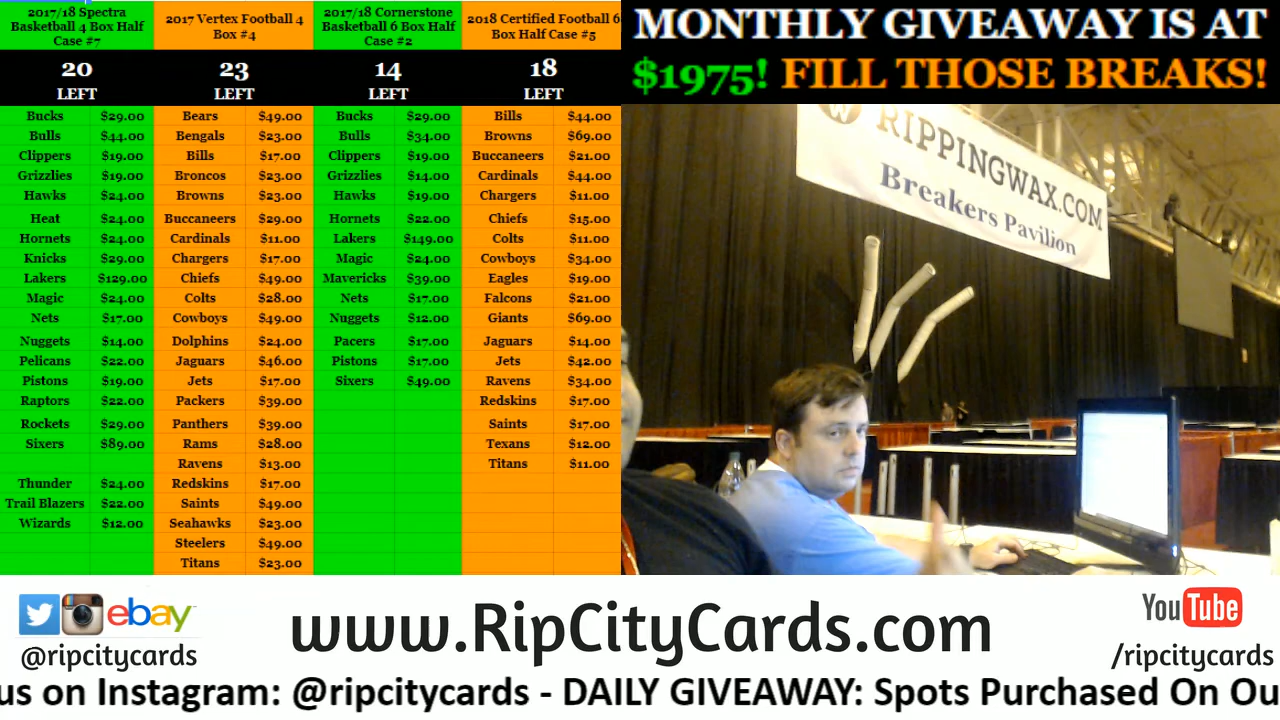 2017/18 Spectra
Basketball 4 Box Half
Case #7
20
LEFT
Bucks $29.00
Bulls $44.00
Clippers $19.00
Grizzlies $19.00
Hawks $24.00
Heat $24.00
Hornets $24.00
Knicks $29.00
Lakers $129.00
Magic $24.00
Nets $17.00
Nuggets $14.00
Pelicans $22.00
Pistons $19.00
Raptors $22.00
Rockets $29.00
Sixers $89.00
Thunder $24.00
Trail Blazers $22.00
Wizards $12.00
2017 Vertex Football 4
Box #4
23
LEFT
Bears $49.00
Bengals $23.00
Bills $17.00
Broncos $23.00
Browns $23.00
Buccaneers $29.00
Cardinals $11.00
Chargers $17.00
Chiefs $49.00
Colts $28.00
Cowboys $49.00
Dolphins $24.00
Jaguars $46.00
Jets $17.00
Packers $39.00
Panthers $39.00
Rams $28.00
Ravens $13.00
Redskins $17.00
Saints $49.00
Seahawks $23.00
Steelers $49.00
Titans $23.00
2017/18 Cornerstone
Basketball 6 Box Half
Case #2
14
LEFT
Bucks $29.00
Bulls $34.00
Clippers $19.00
Grizzlies $14.00
Hawks $19.00
Hornets $22.00
Lakers $149.00
Magic $24.00
Mavericks $39.00
Nets $17.00
Nuggets $12.00
Pacers $17.00
Pistons $17.00
Sixers $49.00
2018 Certified Football 6
Box Half Case #5
18
LEFT
Bills $44.00
Browns $69.00
Buccaneers $21.00
Cardinals $44.00
Chargers $11.00
Chiefs $15.00
Colts $11.00
Cowboys $34.00
Eagles $19.00
Falcons $21.00
Giants $69.00
Jaguars $14.00
Jets $42.00
Ravens $34.00
Redskins $17.00
Saints $17.00
Texans $12.00
Titans $11.00
MONTHLY GIVEAWAY IS AT
$1975! FILL THOSE BREAKS!
W RIPPINGWAX.COM
Breakers Pavilion
ebay
@ripcitycards
www.RipCityCards.com
YouTube
/ripcitycards
us on Instagram: @ripcitycards - DAILY GIVEAWAY: Spots Purchased On Ou